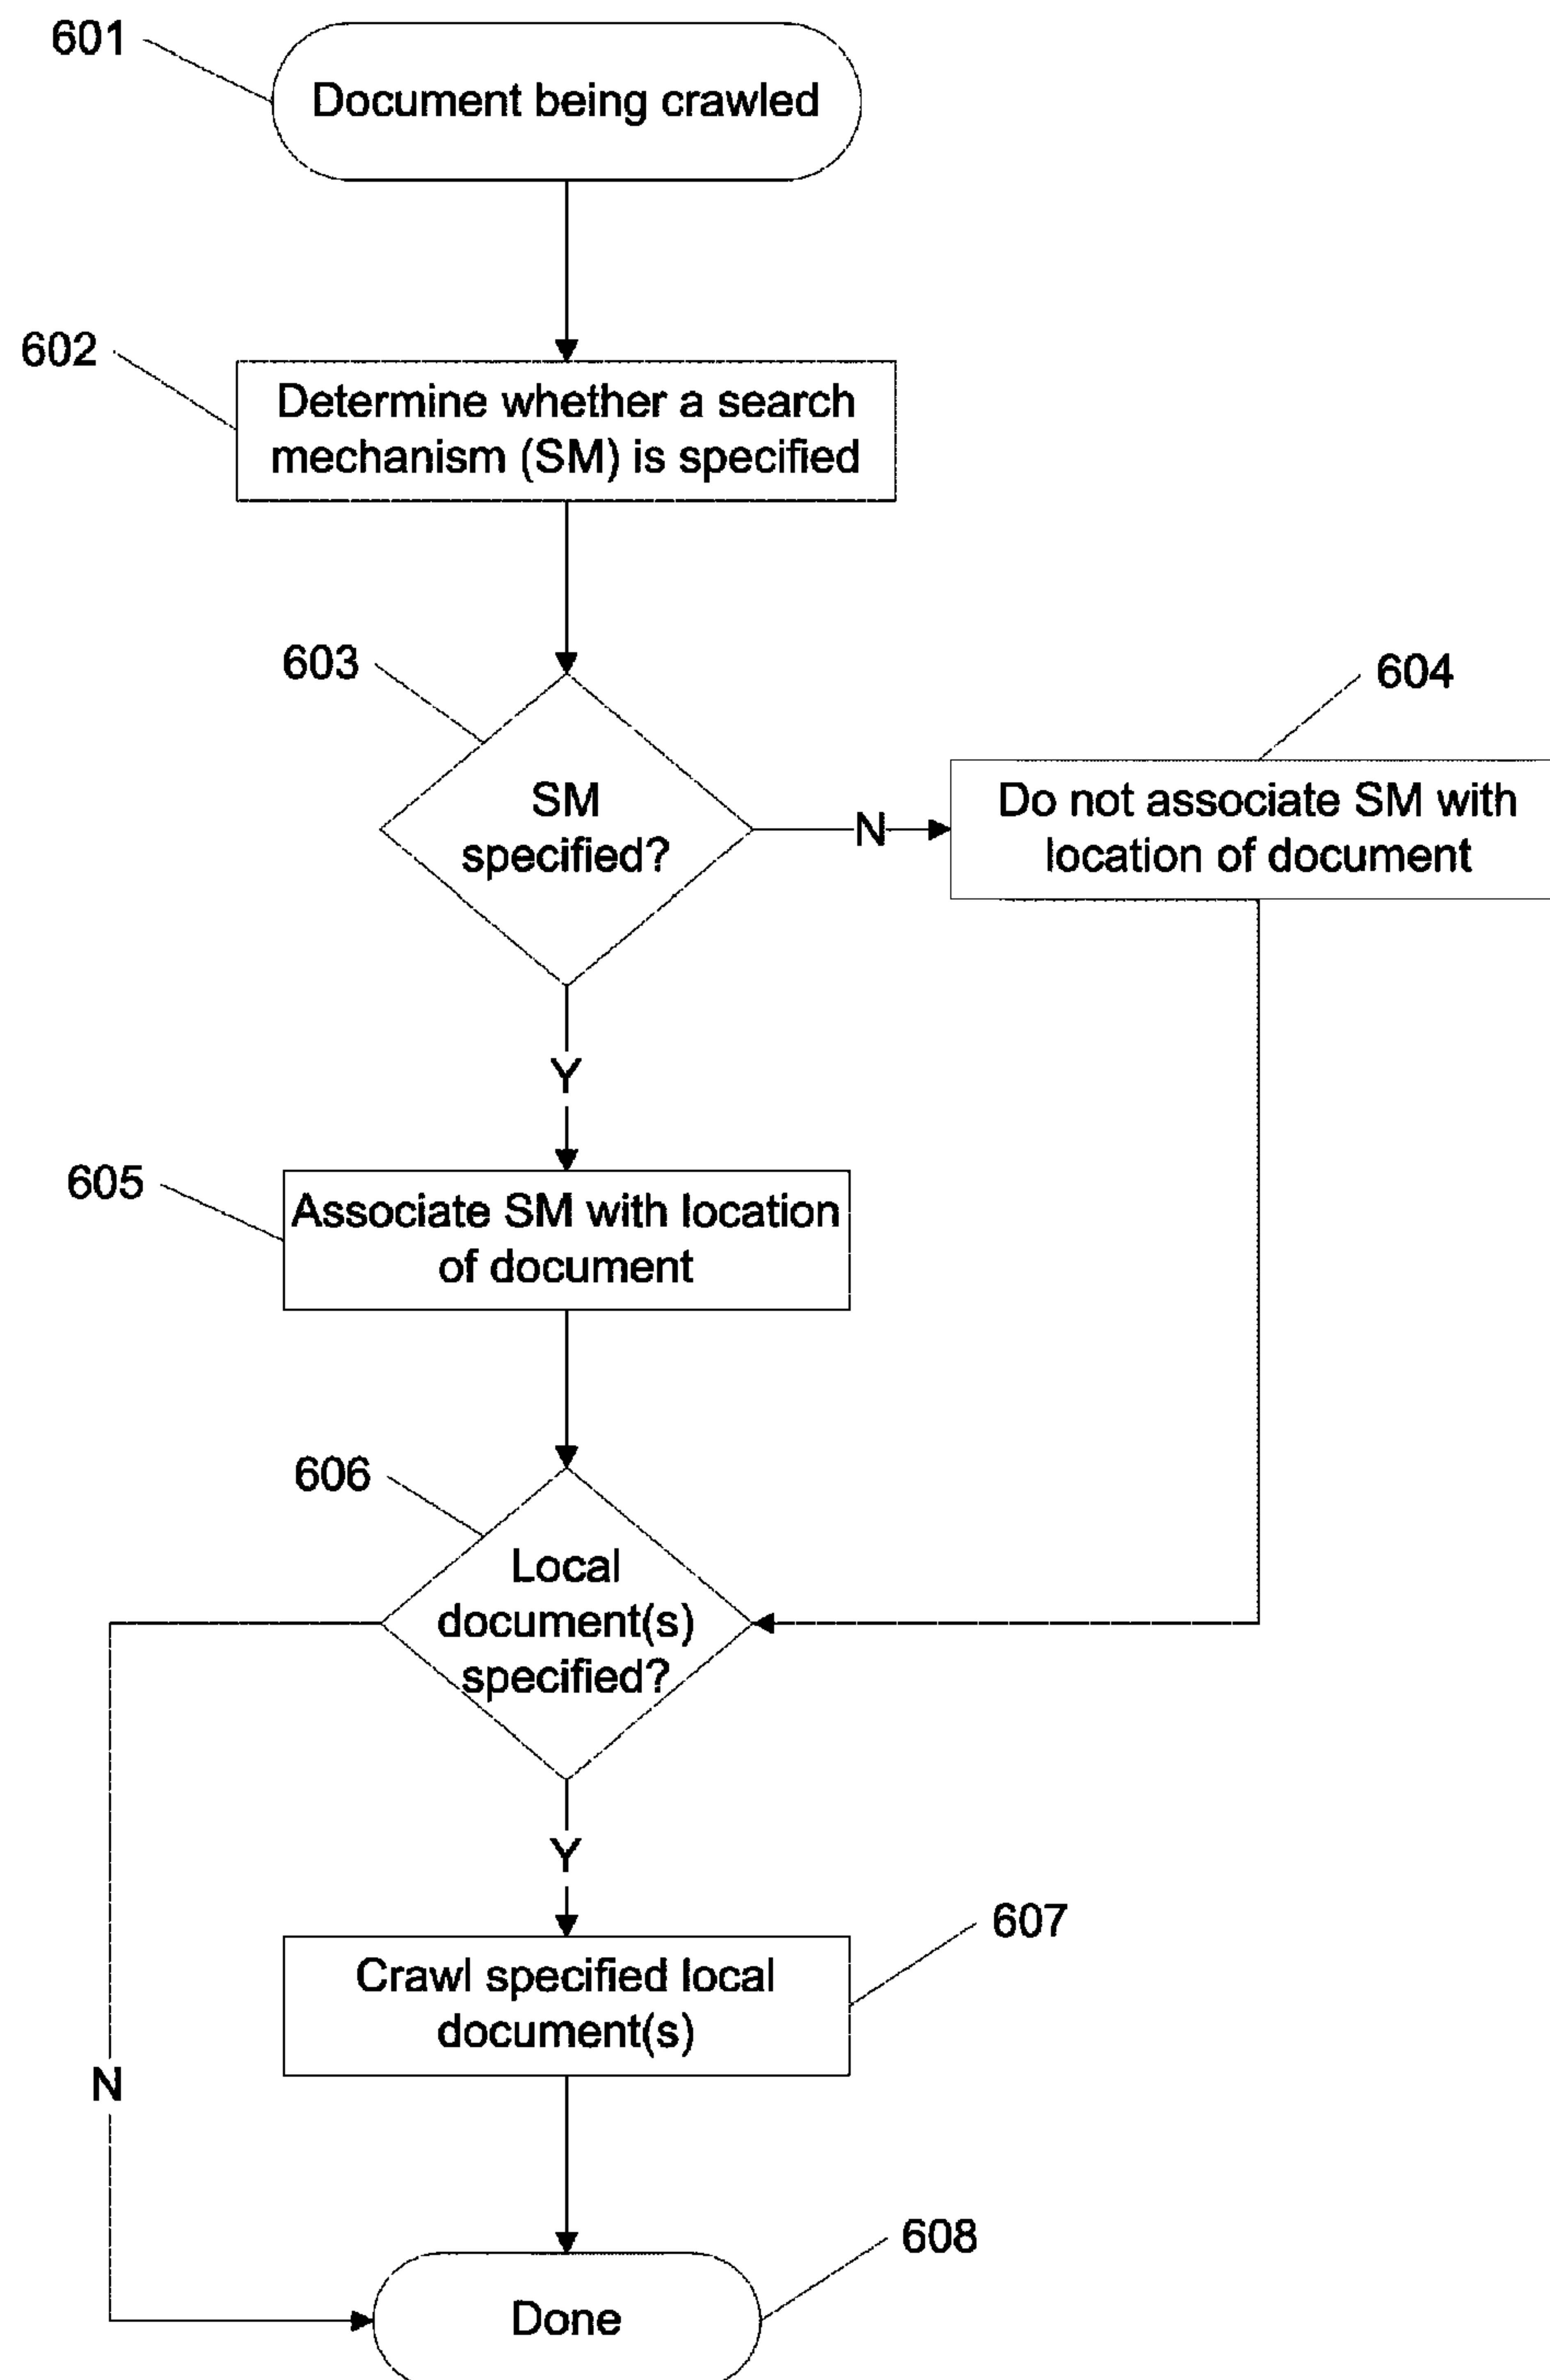 601
Document being crawled
602
Determine whether a search
mechanism (SM) is specified
603
SM
specified?
N
604
Do not associate SM with
location of document
Y
605
Associate SM with location
of document
606
Local
document(s)
specified?
Y
607
Crawl specified local
document(s)
N
608
Done